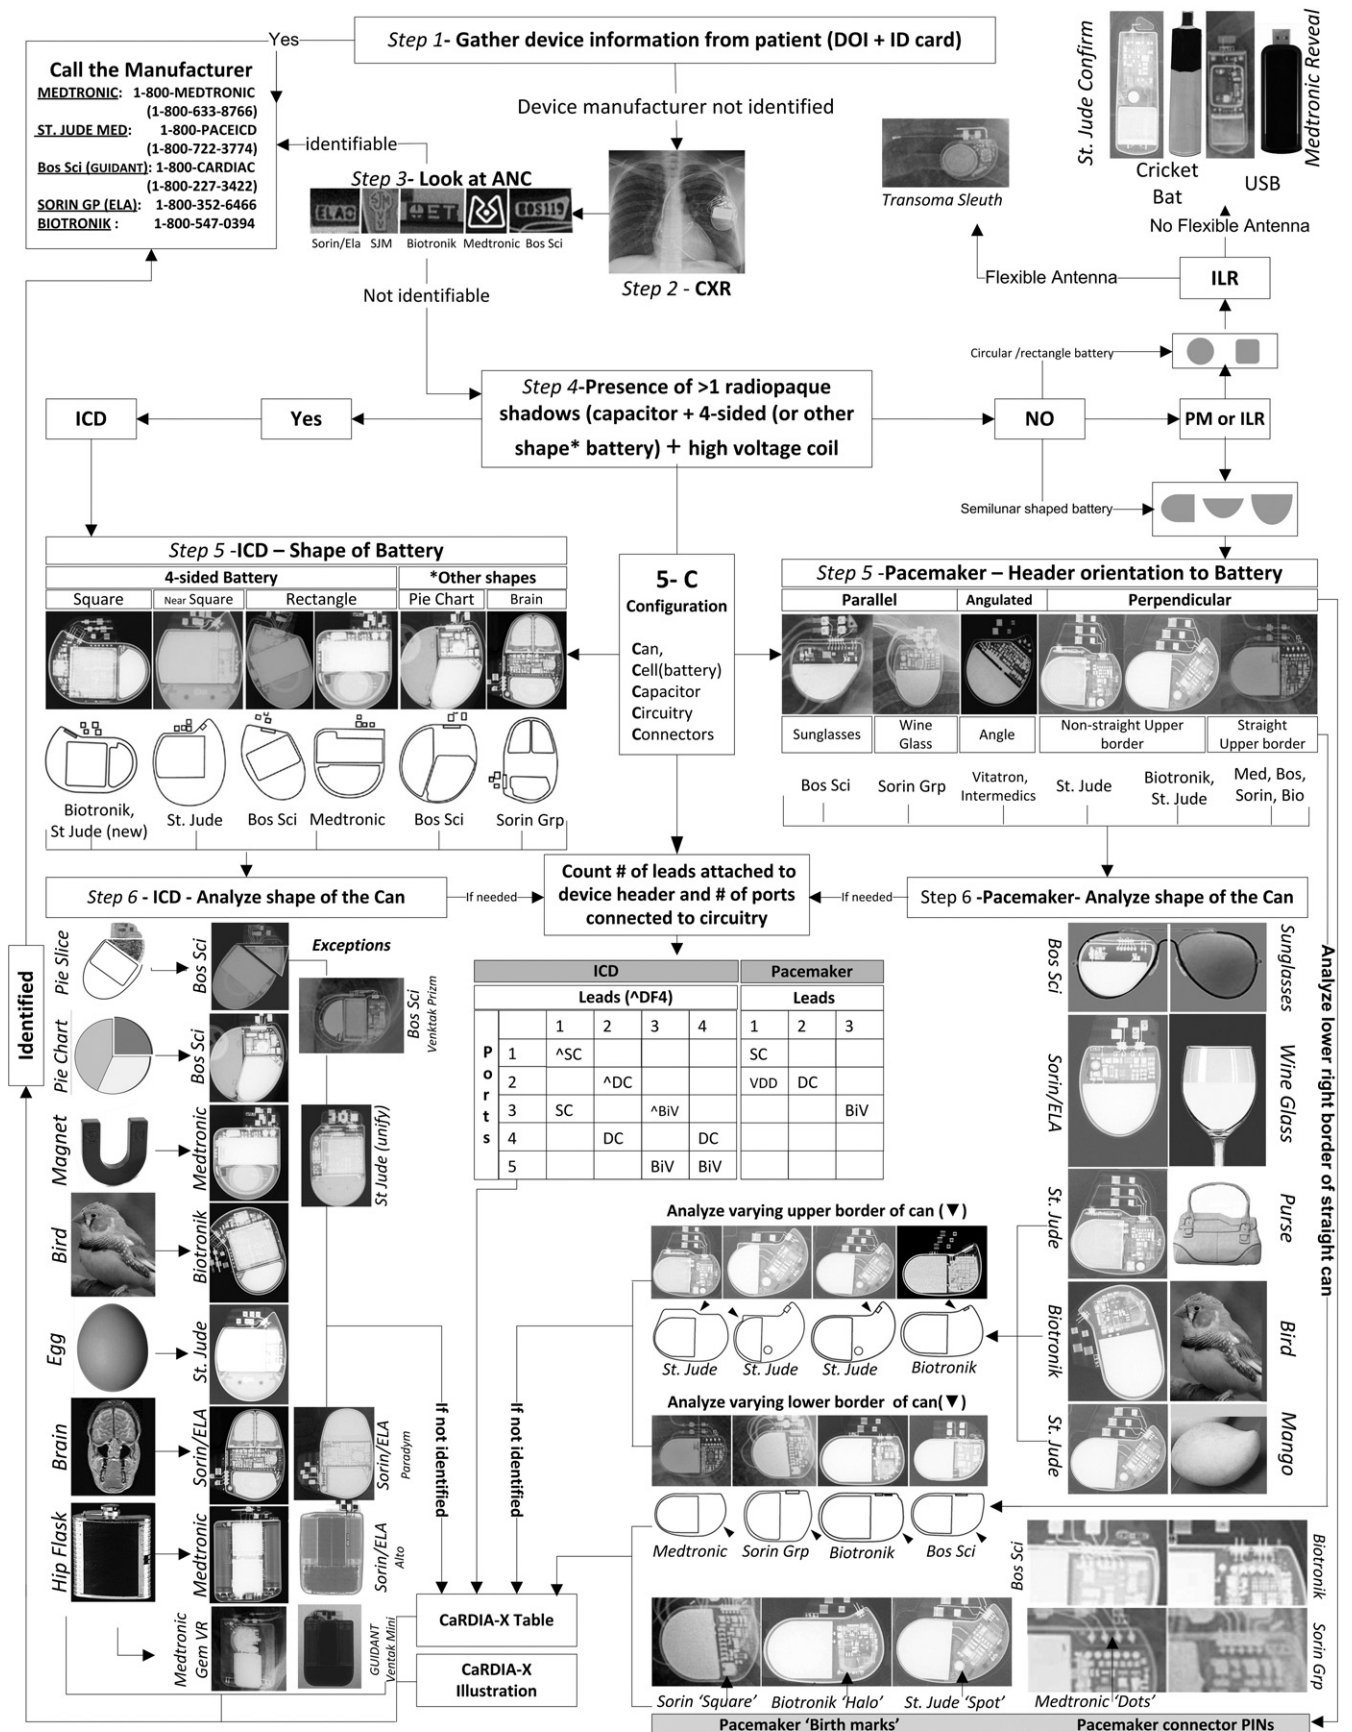 Step 1- Gather device information from patient (DOI + ID card)
Yes
Call the Manufacturer
MEDTRONIC: 1-800-MEDTRONIC
(1-800-633-8766)
ST. JUDE MED: 1-800-PACEICD
(1-800-722-3774)
Bos Sci (GUIDANT): 1-800-CARDIAC
(1-800-227-3422)
SORIN GP (ELA): 1-800-352-6466
BIOTRONIK : 1-800-547-0394
Device manufacturer not identified
identifiable
Step 3- Look at ANC
ELAO
SJM
BOS119
Sorin/Ela
SJM
Biotronik
Medtronic
Bos Sci
Step 2 - CXR
Not identifiable
Transoma Sleuth
St. Jude Confirm
Medtronic Reveal
Cricket
Bat
USB
No Flexible Antenna
Flexible Antenna
ILR
Circular /rectangle battery
Step 4-Presence of >1 radiopaque
shadows (capacitor + 4-sided (or other
shape* battery) + high voltage coil
ICD
Yes
NO
PM or ILR
Semilunar shaped battery
Step 5 -ICD – Shape of Battery
4-sided Battery
*Other shapes
Square
Near Square
Rectangle
Pie Chart
Brain
Biotronik,
St Jude (new)
St. Jude
Bos Sci
Medtronic
Bos Sci
Sorin Grp
5- C
Configuration
Can,
Cell(battery)
Capacitor
Circuitry
Connectors
Step 5 -Pacemaker – Header orientation to Battery
Parallel
Angulated
Perpendicular
Sunglasses
Wine
Glass
Angle
Non-straight Upper
border
Straight
Upper border
Bos Sci
Sorin Grp
Vitatron,
Intermedics
St. Jude
Biotronik,
St. Jude
Med, Bos,
Sorin, Bio
Step 6 - ICD - Analyze shape of the Can
If needed
Count # of leads attached to
device header and # of ports
connected to circuitry
If needed
Step 6 -Pacemaker- Analyze shape of the Can
Identified
Pie Slice
Bos Sci
Exceptions
Bos Sci
Venktak Prizm
Pie Chart
Bos Sci
Magnet
Medtronic
St Jude (unify)
Bird
Biotronik
Egg
St. Jude
Brain
Sorin/ELA
Sorin/ELA
Paradym
Hip Flask
Medtronic
Sorin/ELA
Alto
Medtronic
Gem VR
GUIDANT
Ventak Mini
If not identified
If not identified
ICD
Pacemaker
Leads (^DF4)
Leads
1 2 3 4 1 2 3
Ports
1 ^SC SC
2 ^DC VDD DC
3 SC ^BiV BiV
4 DC DC
5 BiV BiV
Analyze varying upper border of can (▼)
St. Jude
St. Jude
St. Jude
Biotronik
Analyze varying lower border of can(▼)
Medtronic
Sorin Grp
Biotronik
Bos Sci
CaRDIA-X Table
CaRDIA-X
Illustration
Sorin ‘Square’
Biotronik ‘Halo’
St. Jude ‘Spot’
Pacemaker ‘Birth marks’
Bos Sci
Sunglasses
Sorin/ELA
Wine Glass
St. Jude
Purse
Biotronik
Bird
St. Jude
Mango
Analyze lower right border of straight can
Bos Sci
Biotronik
Sorin Grp
Medtronic ‘Dots’
Pacemaker connector PINs